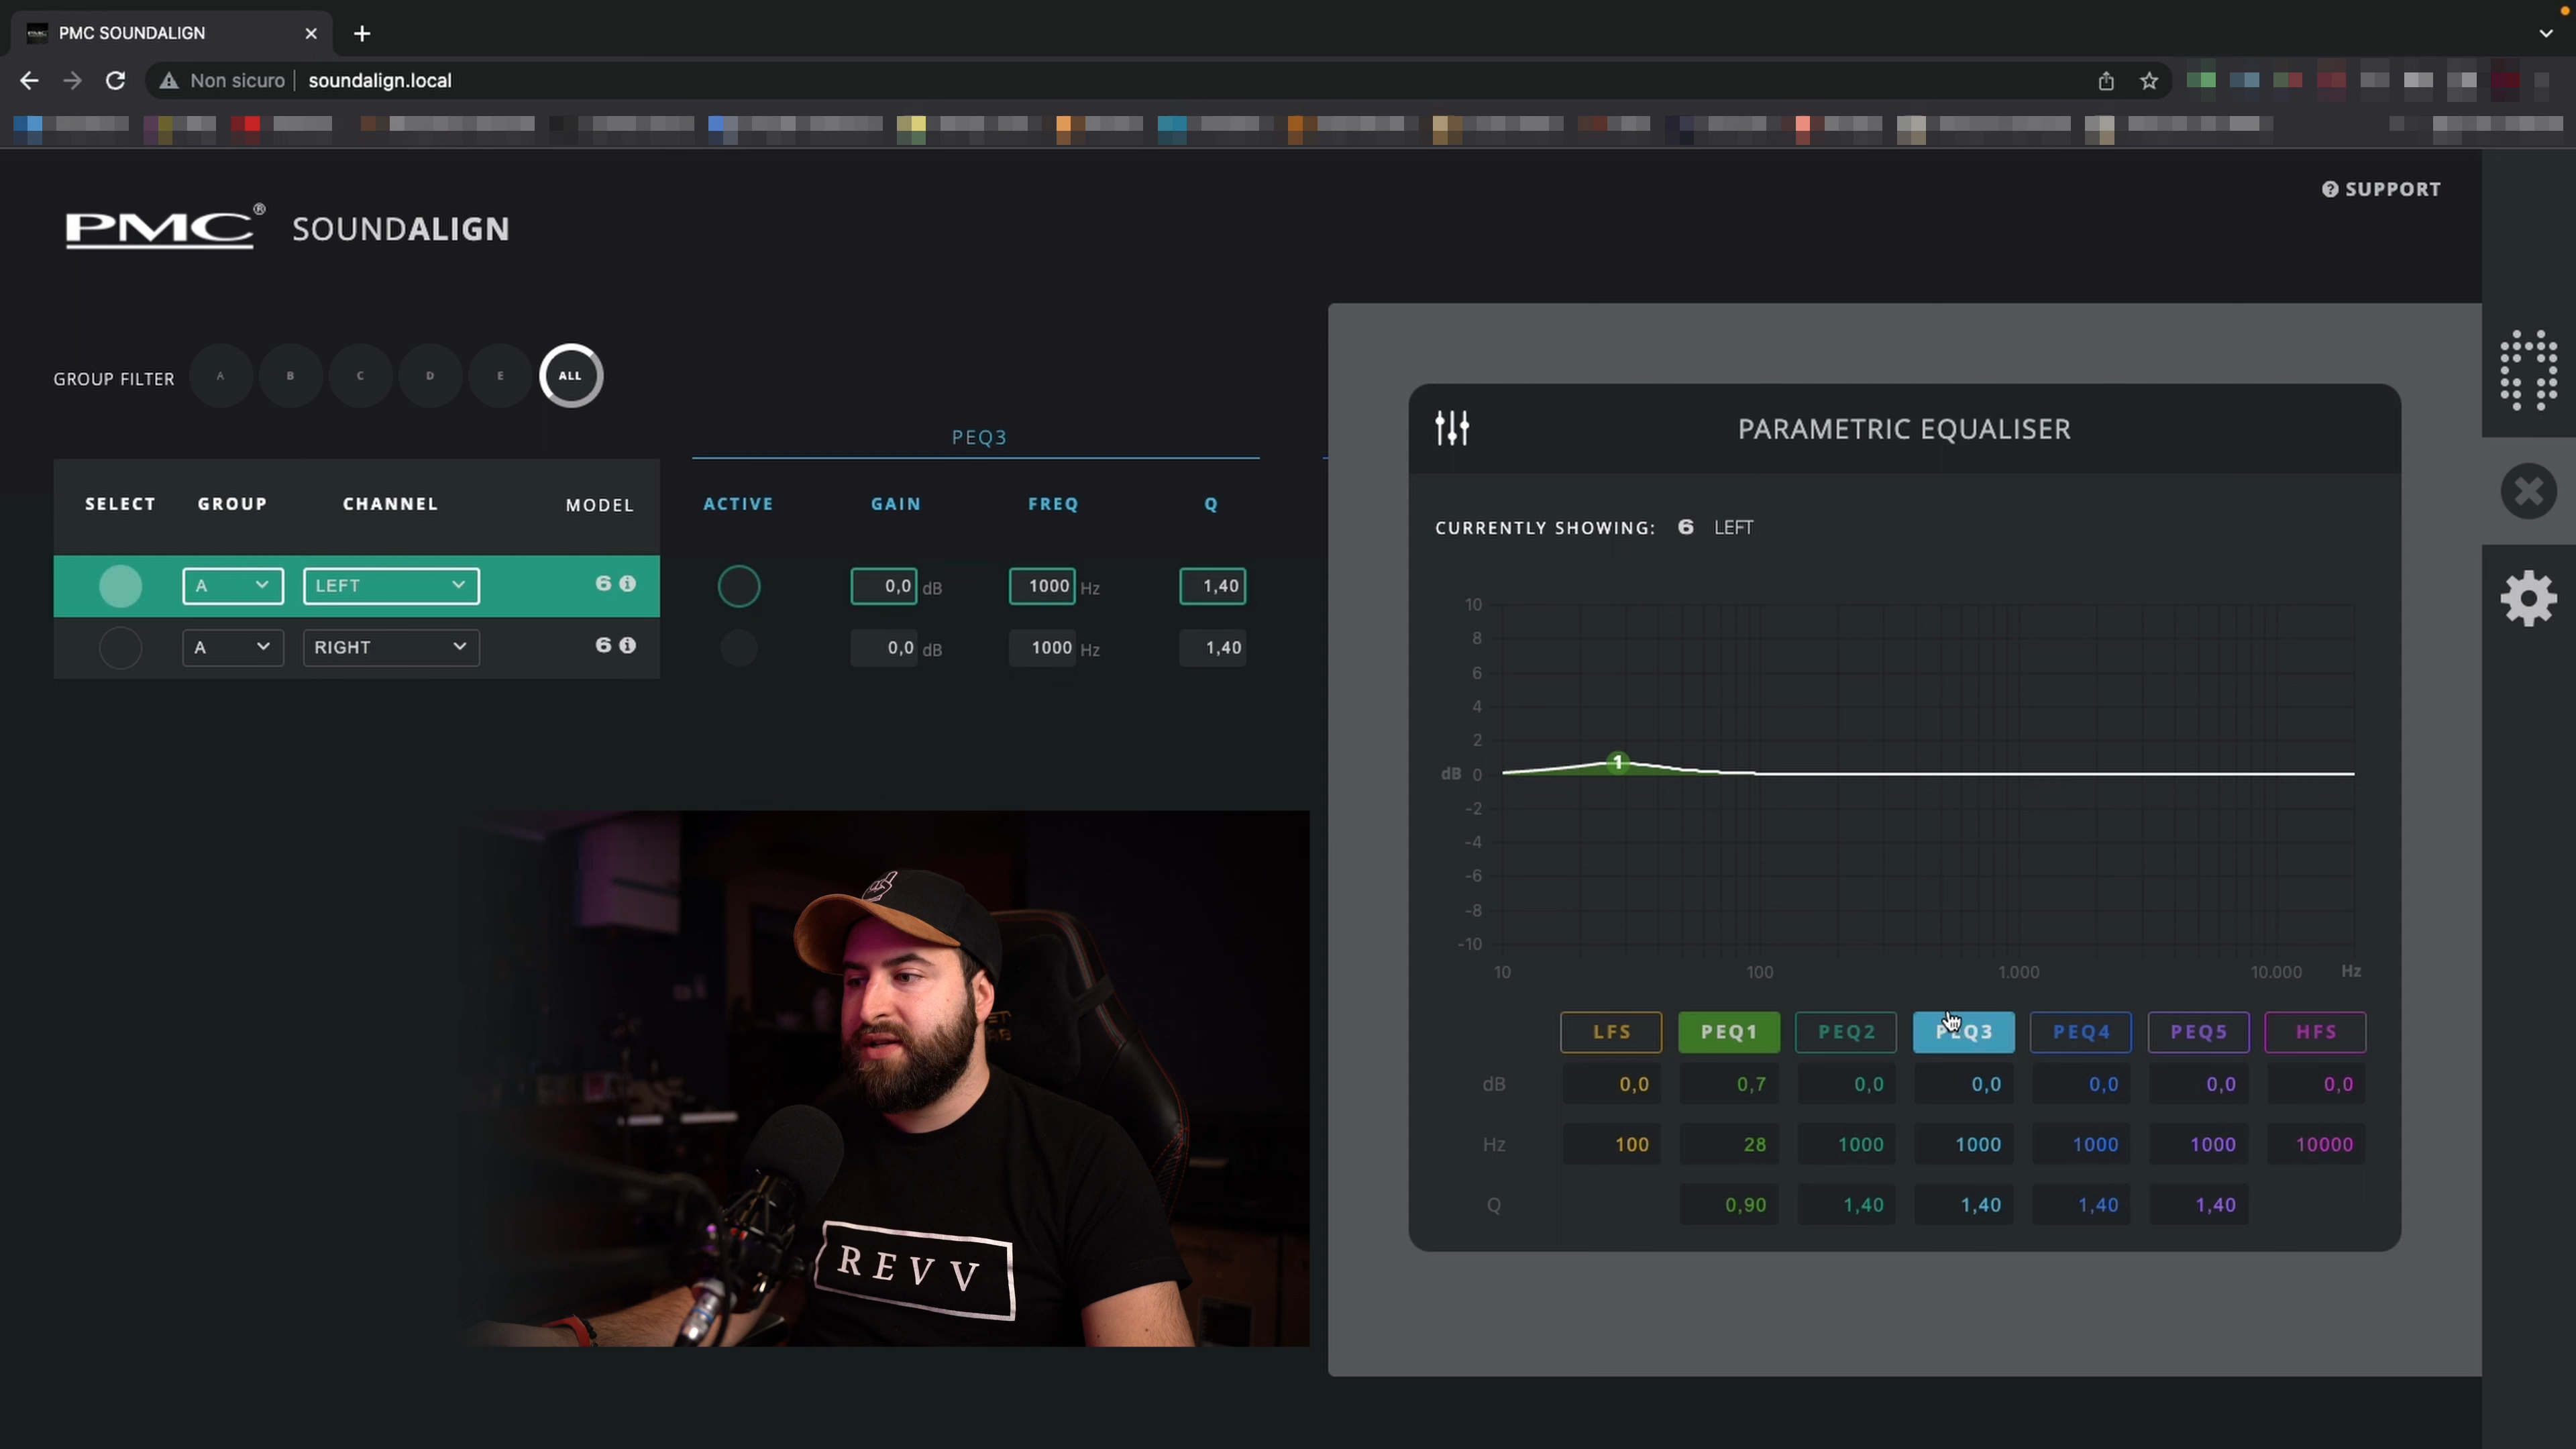 PMC SOUNDALIGN
Non sicuro | soundalign.local
SUPPORT
PMC® SOUNDALIGN
GROUP FILTER A B C D E ALL
PEQ3
SELECT GROUP CHANNEL MODEL ACTIVE GAIN FREQ Q
A LEFT 6 0,0 dB 1000 Hz 1,40
A RIGHT 6 0,0 dB 1000 Hz 1,40
PARAMETRIC EQUALISER
CURRENTLY SHOWING: 6 LEFT
10
8
6
4
2
dB 0
1
-2
-4
-6
-8
-10
10 100 1.000 10.000 Hz
LFS PEQ1 PEQ2 PEQ3 PEQ4 PEQ5 HFS
dB 0,0 0,7 0,0 0,0 0,0 0,0 0,0
Hz 100 28 1000 1000 1000 1000 10000
Q 0,90 1,40 1,40 1,40 1,40
REVV